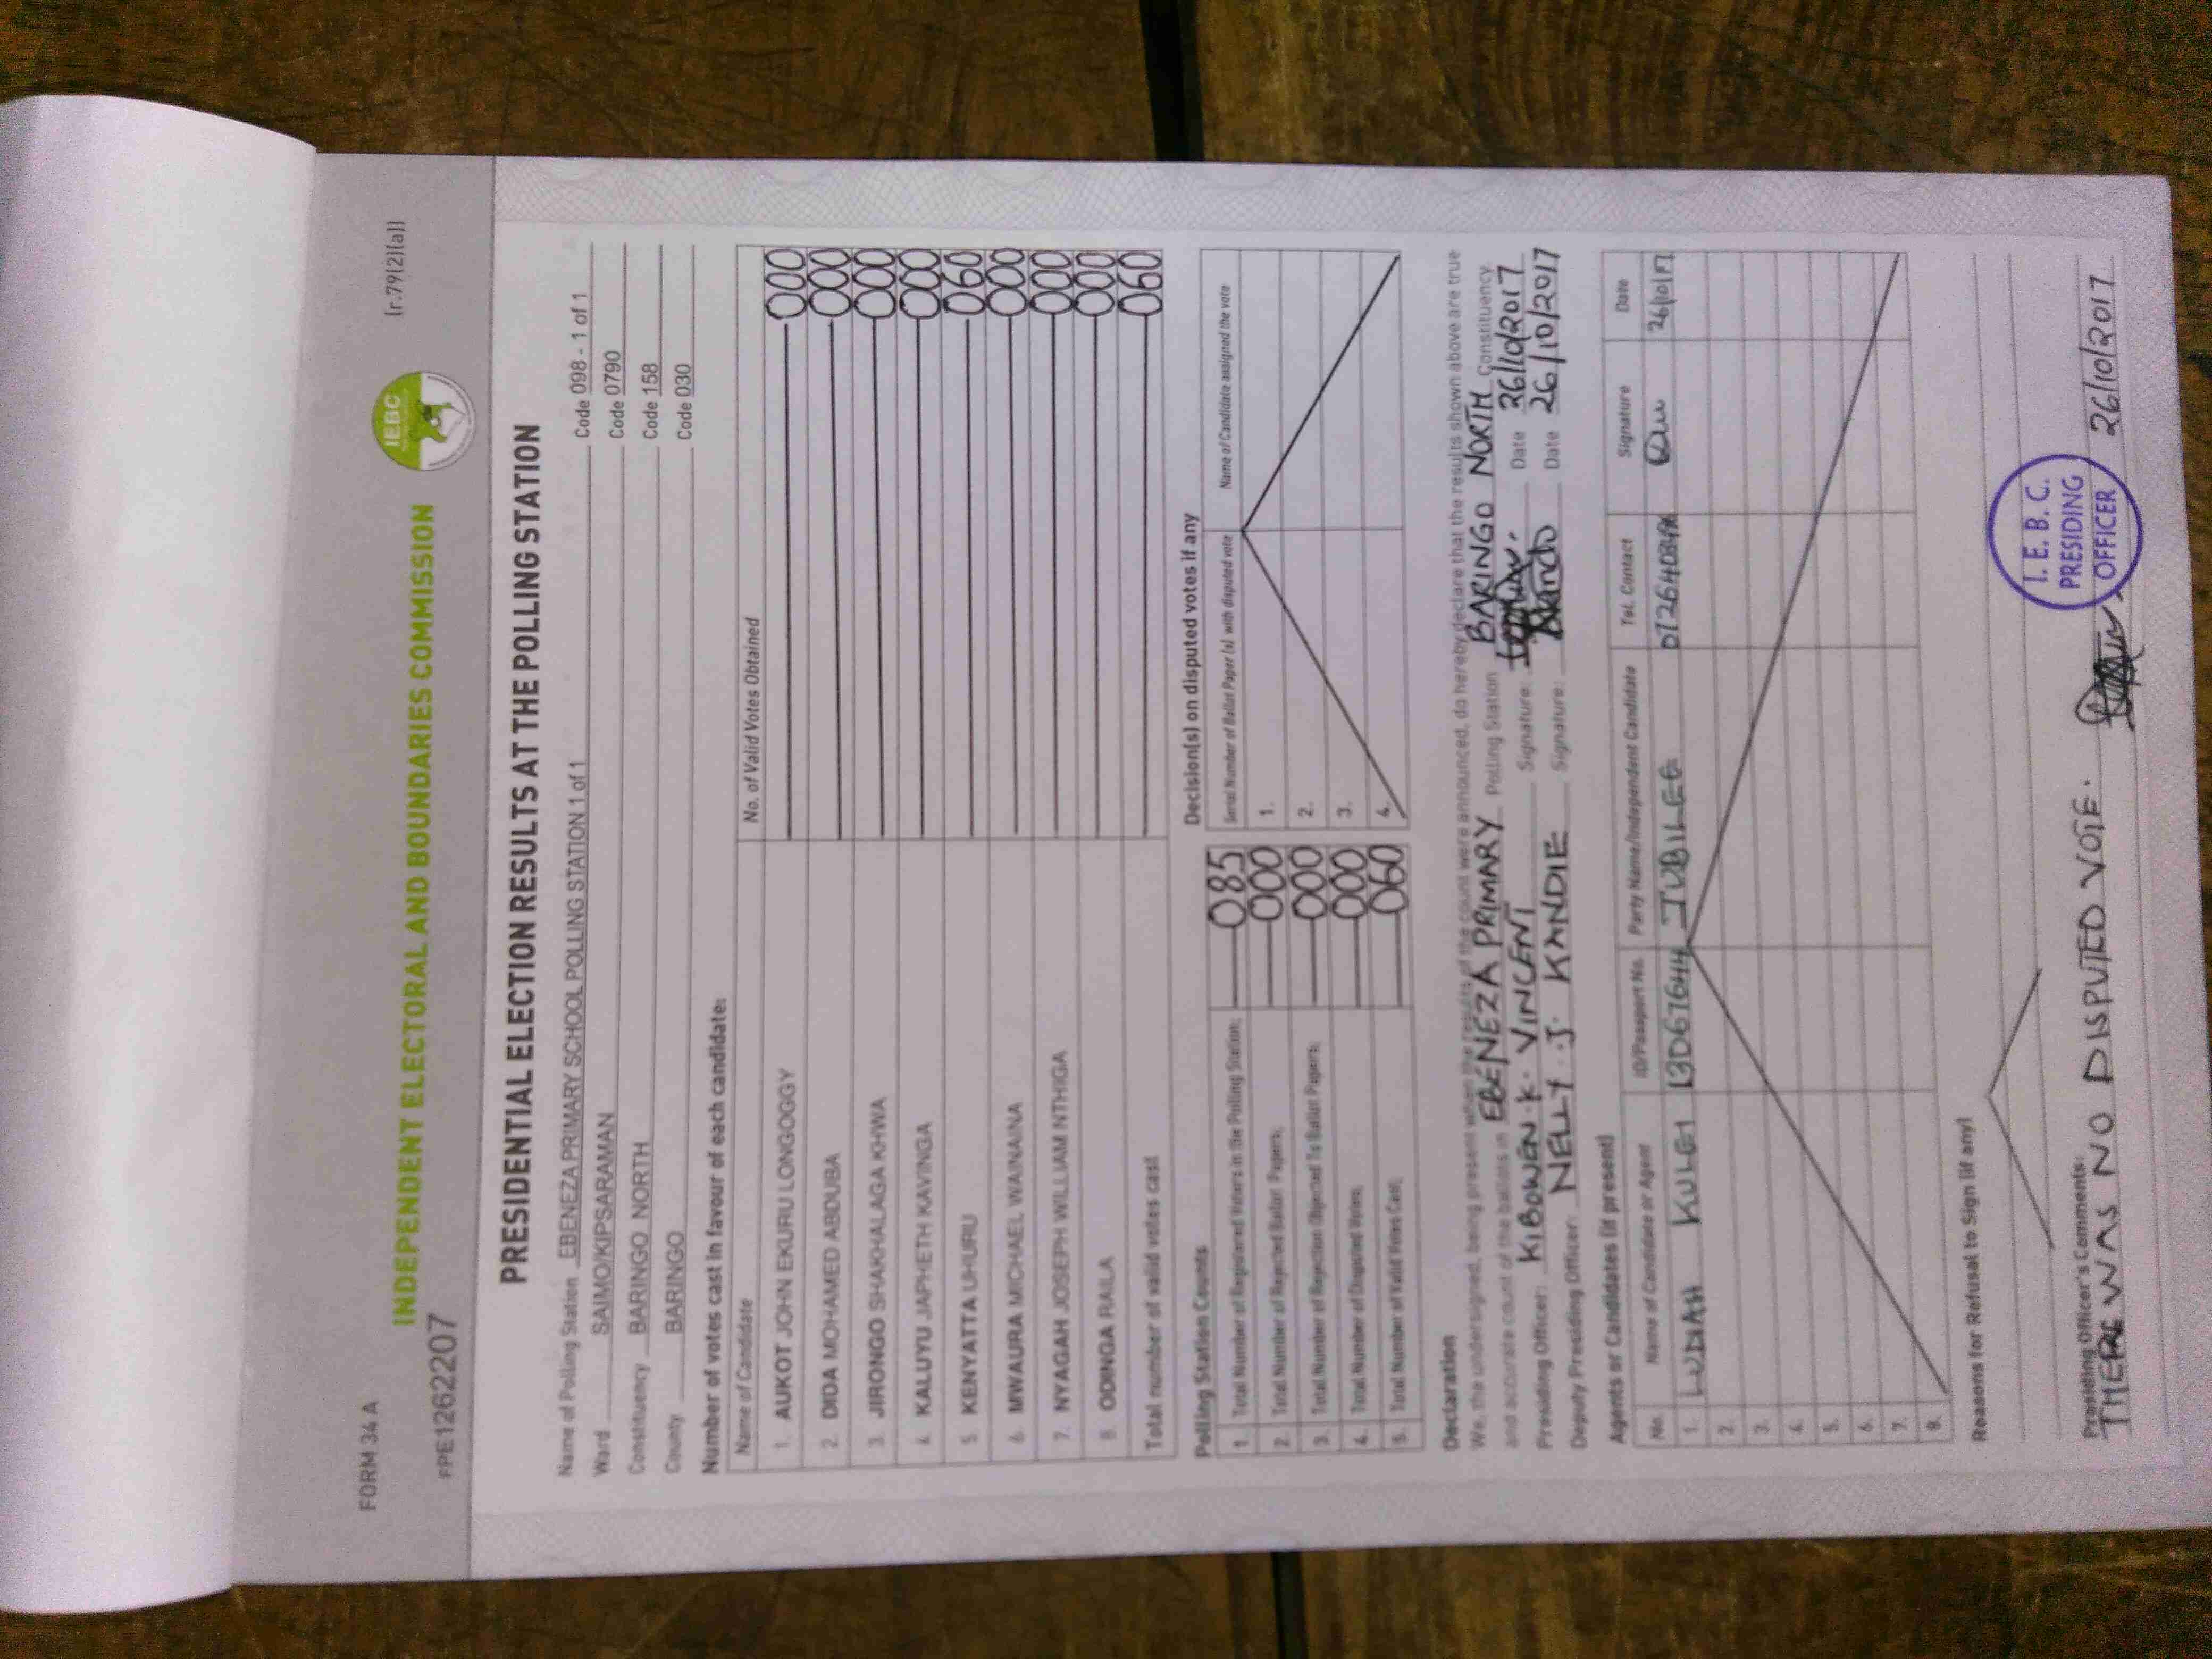 FORM 34 A
[r.79(2)(a)]
IEBC
INDEPENDENT ELECTORAL AND BOUNDARIES COMMISSION
PPE1262207
PRESIDENTIAL ELECTION RESULTS AT THE POLLING STATION
Name of Polling Station EBENEZA PRIMARY SCHOOL POLLING STATION 1 of 1 Code 098 - 1 of 1
Ward SAIMO/KIPSARAMAN Code 0790
Constituency BARINGO NORTH Code 158
County BARINGO Code 030
Number of votes cast in favour of each candidate:
Name of Candidate No. of Valid Votes Obtained
1. AUKOT JOHN EKURU LONGOGGY 000
2. DIDA MOHAMED ABDUBA 000
3. JIRONGO SHAKHALAGA KHWA 000
4. KALUYU JAPHETH KAVINGA 000
5. KENYATTA UHURU 060
6. MWAURA MICHAEL WAINAINA 000
7. NYAGAH JOSEPH WILLIAM NTHIGA 000
8. ODINGA RAILA 000
Total number of valid votes cast 060
Polling Station Counts
1. Total Number of Registered Voters in the Polling Station; 085
2. Total Number of Rejected Ballot Papers; 000
3. Total Number of Rejection Objected To Ballot Papers; 000
4. Total Number of Disputed Votes; 000
5. Total Number of Valid Votes Cast; 060
Decision(s) on disputed votes if any
Serial Number of Ballot Paper (s) with disputed vote Name of Candidate assigned the vote
1.
2.
3.
4.
Declaration
We, the undersigned, being present when the results of the count were announced, do hereby declare that the results shown above are true
and accurate count of the ballots in EBENEZA PRIMARY Polling Station BARINGO NORTH Constituency.
Presiding Officer: KIBOWEN K. VINCENT Signature: Date 26/10/2017
Deputy Presiding Officer: NELLY J. KANDIE Signature: Date 26/10/2017
Agents or Candidates (if present)
No. Name of Candidate or Agent ID/Passport No. Party Name/Independent Candidate Tel. Contact Signature Date
1. KULEI JUBILEE 26/10/17
2.
3.
4.
5.
6.
7.
8.
Reasons for Refusal to Sign (if any)
Presiding Officer's Comments:
THERE WAS NO DISPUTED VOTE. 26/10/2017
I. E. B. C.
PRESIDING
OFFICER